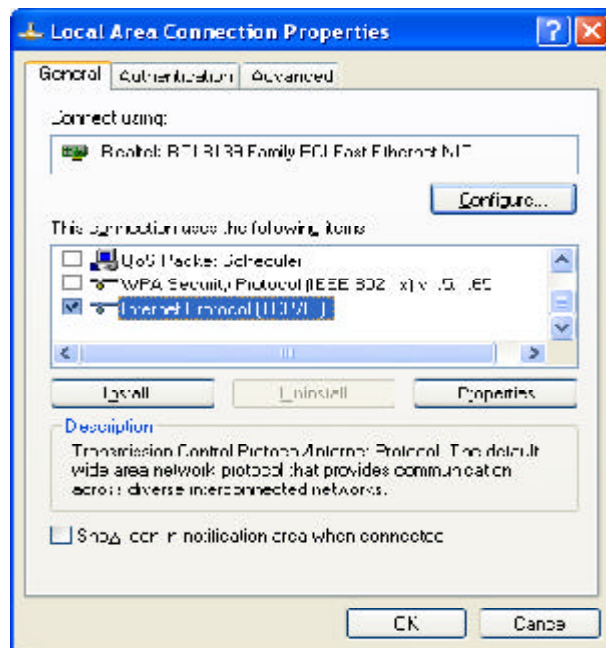 Local Area Connection Properties
General Authentication Advanced
Connect using:
Realtek RTL8139 Family PCI Fast Ethernet NIC
Configure...
This connection uses the following items
QoS Packet Scheduler
WPA Security Protocol (IEEE 802.1x) v
Internet Protocol (TCP/IP)
Install Uninstall Properties
Description
Transmission Control Protocol/Internet Protocol. The default
wide area network protocol that provides communication
across diverse interconnected networks.
Show icon in notification area when connected
OK Cancel